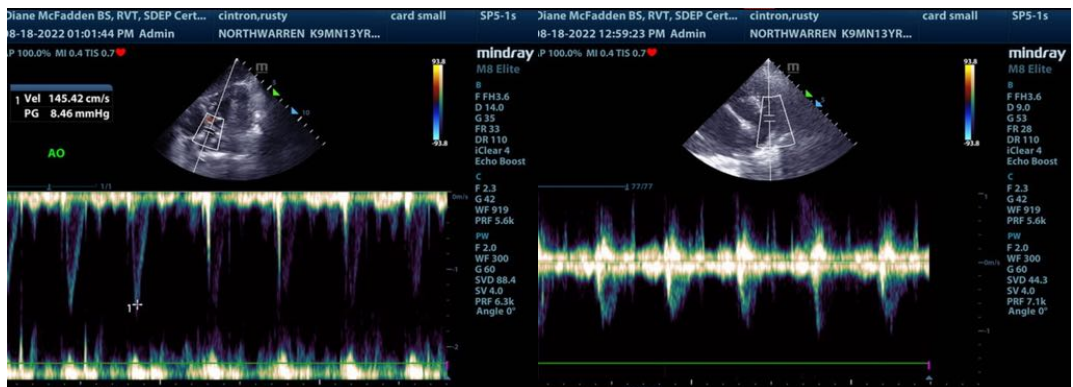 Diane McFadden BS, RVT, SDEP Cert...
cintron,rusty
card small
SP5-1s
08-18-2022 01:01:44 PM Admin
NORTHWARREN K9MN13YR...
AP 100.0% MI 0.4 TIS 0.7
mindray
M8 Elite
1 Vel 145.42 cm/s
PG 8.46 mmHg
AO
m
5
10
93.8
-93.8
B
F FH3.6
D 14.0
G 35
FR 33
DR 110
iClear 4
Echo Boost
C
F 2.3
G 42
WF 919
PRF 5.6k
PW
F 2.0
WF 300
G 60
SVD 88.4
SV 4.0
PRF 6.3k
Angle 0°
1/1
0m/s
-1
1
-2
Diane McFadden BS, RVT, SDEP Cert...
cintron,rusty
card small
SP5-1s
08-18-2022 12:59:23 PM Admin
NORTHWARREN K9MN13YR...
AP 100.0% MI 0.4 TIS 0.7
mindray
M8 Elite
m
5
93.8
-93.8
B
F FH3.6
D 9.0
G 53
FR 28
DR 110
iClear 4
Echo Boost
C
F 2.3
G 42
WF 919
PRF 5.6k
PW
F 2.0
WF 300
G 60
SVD 44.3
SV 4.0
PRF 7.1k
Angle 0°
77/77
1
0m/s
-1